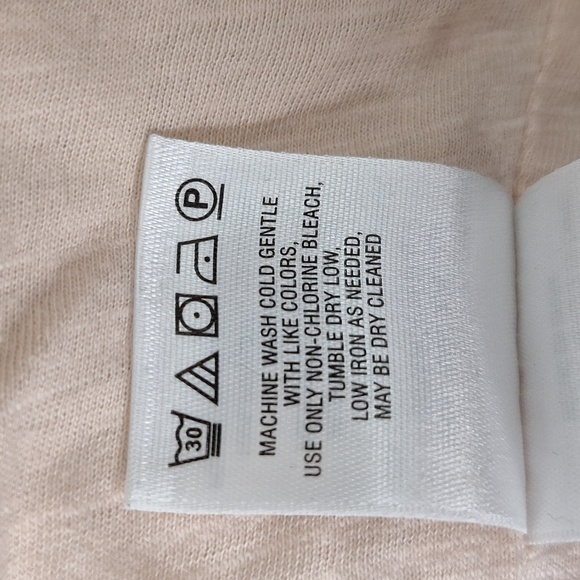 30 P
MACHINE WASH COLD GENTLE
WITH LIKE COLORS,
USE ONLY NON-CHLORINE BLEACH,
TUMBLE DRY LOW,
LOW IRON AS NEEDED,
MAY BE DRY CLEANED